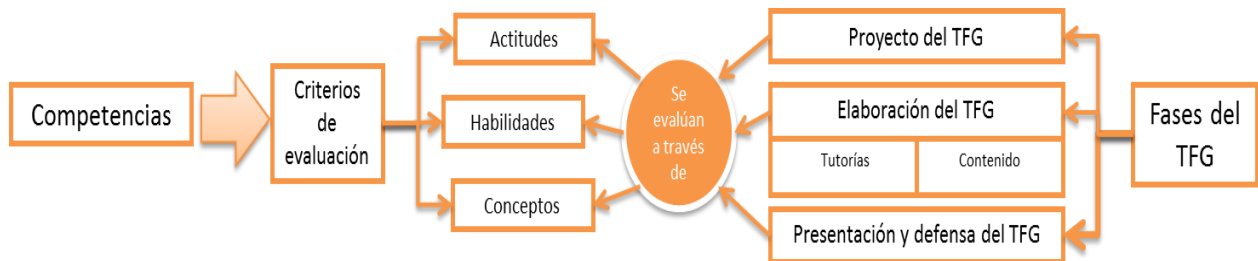 Competencias
Criterios
de
evaluación
Actitudes
Habilidades
Conceptos
Se
evalúan
a través
de
Proyecto del TFG
Elaboración del TFG
Tutorías
Contenido
Presentación y defensa del TFG
Fases del
TFG